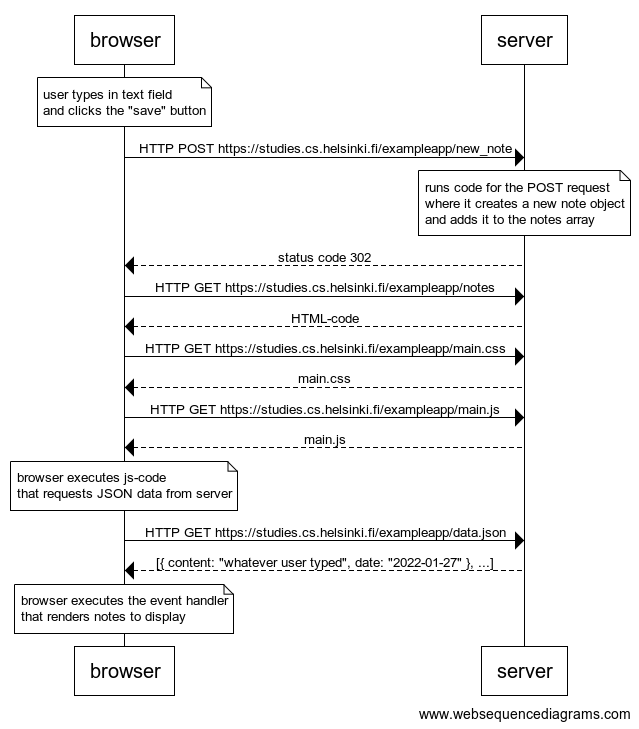 browser
server
user types in text field
and clicks the "save" button
HTTP POST https://studies.cs.helsinki.fi/exampleapp/new_note
runs code for the POST request
where it creates a new note object
and adds it to the notes array
status code 302
HTTP GET https://studies.cs.helsinki.fi/exampleapp/notes
HTML-code
HTTP GET https://studies.cs.helsinki.fi/exampleapp/main.css
main.css
HTTP GET https://studies.cs.helsinki.fi/exampleapp/main.js
main.js
browser executes js-code
that requests JSON data from server
HTTP GET https://studies.cs.helsinki.fi/exampleapp/data.json
[{ content: "whatever user typed", date: "2022-01-27" }, ...]
browser executes the event handler
that renders notes to display
browser
server
www.websequencediagrams.com